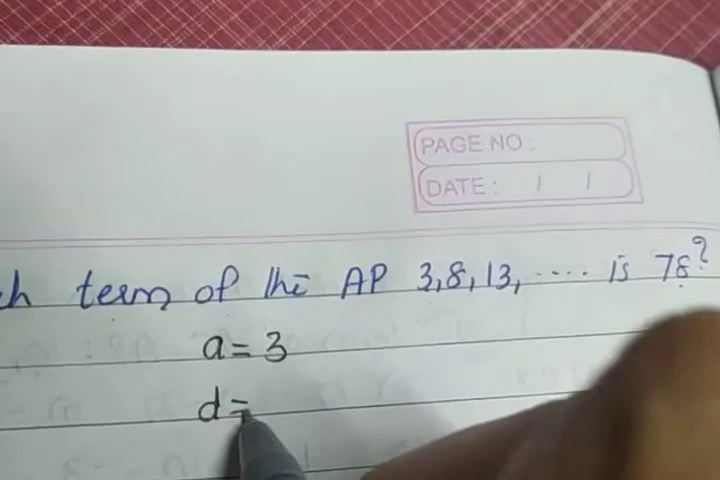 PAGE NO :
DATE : / /
term of the AP 3,8,13, .... is 78?
a = 3
d =